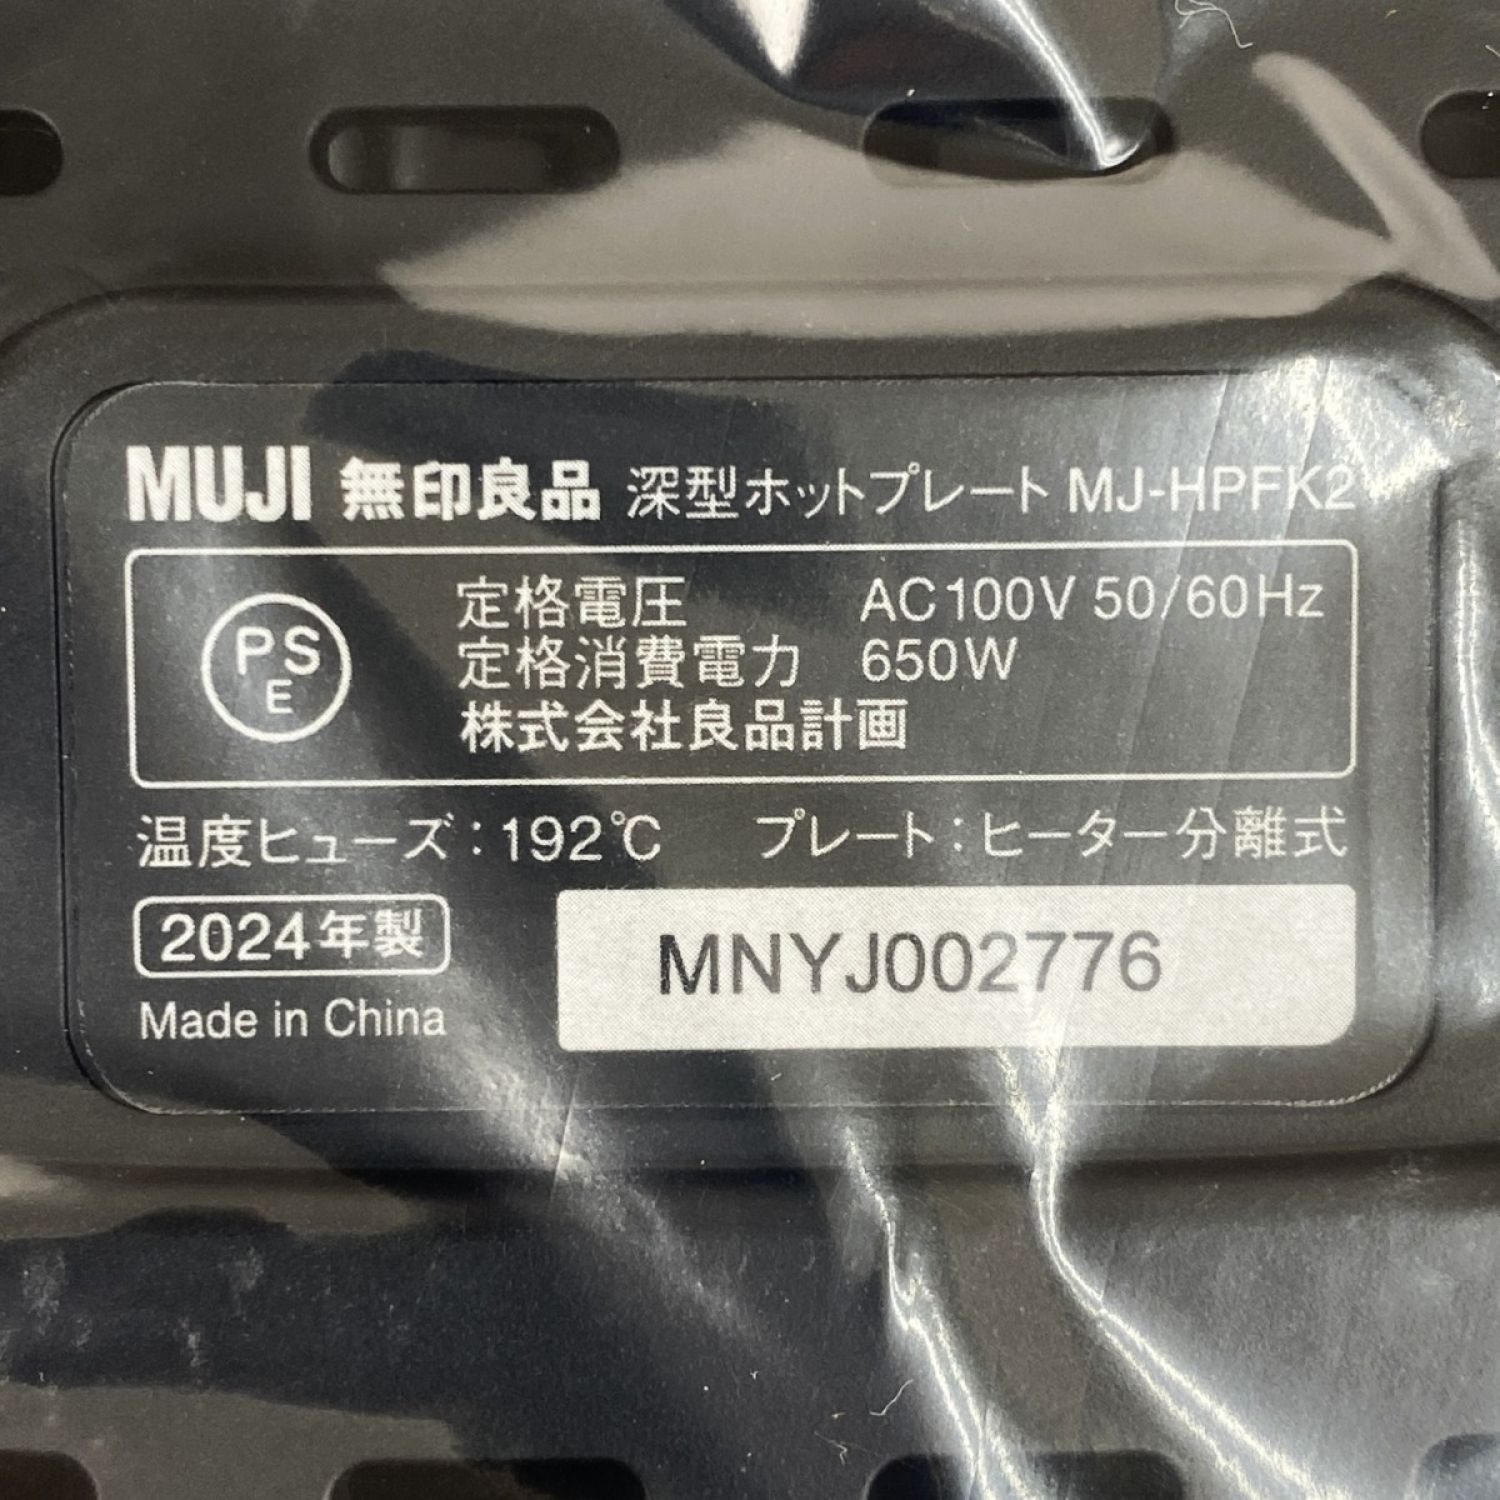 MUJI 無印良品 深型ホットプレート MJ-HPFK2
PSE
定格電圧 AC100V 50/60Hz
定格消費電力 650W
株式会社良品計画
温度ヒューズ：192℃ プレート：ヒーター分離式
2024年製
MNYJ002776
Made in China